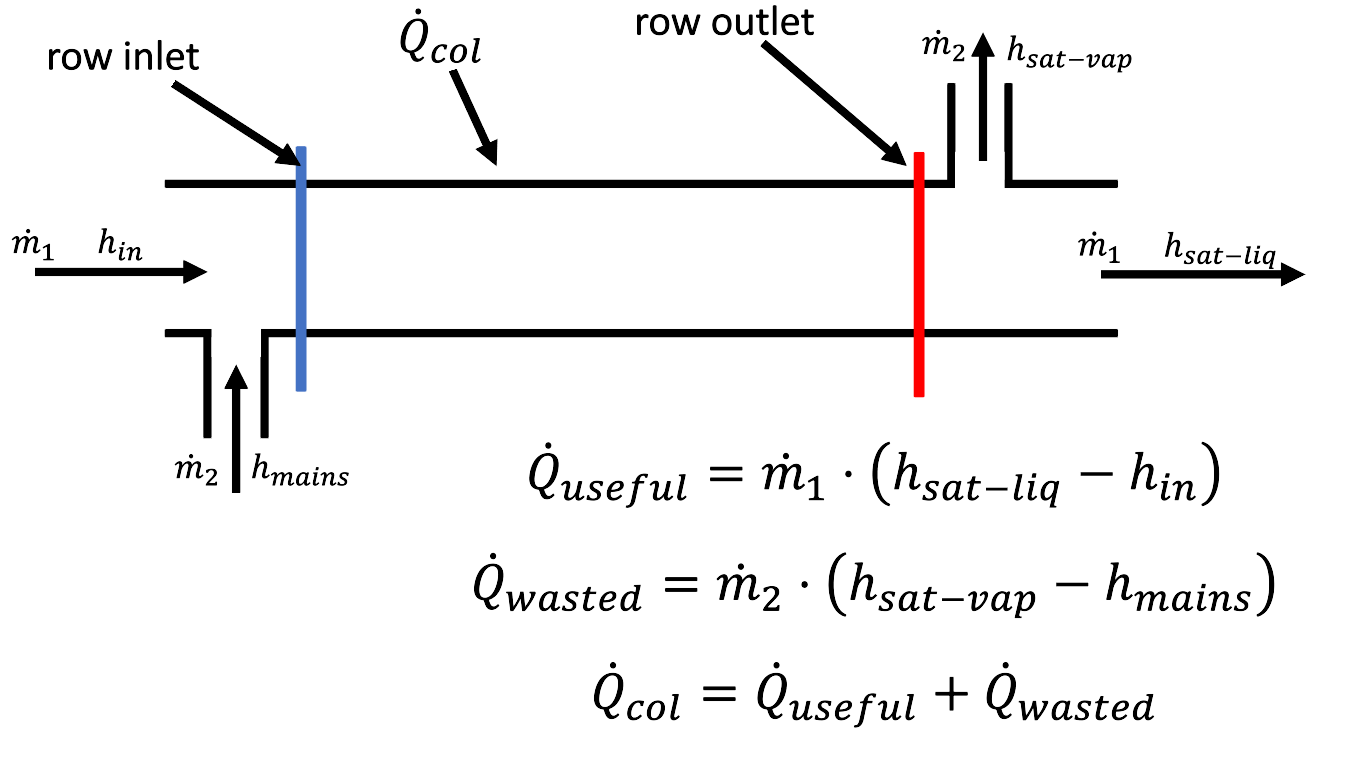 row inlet
Q̇col
row outlet
ṁ2 hsat−vap
ṁ1 hin
ṁ1 hsat−liq
ṁ2 hmains
Q̇useful = ṁ1 · (hsat−liq − hin)
Q̇wasted = ṁ2 · (hsat−vap − hmains)
Q̇col = Q̇useful + Q̇wasted